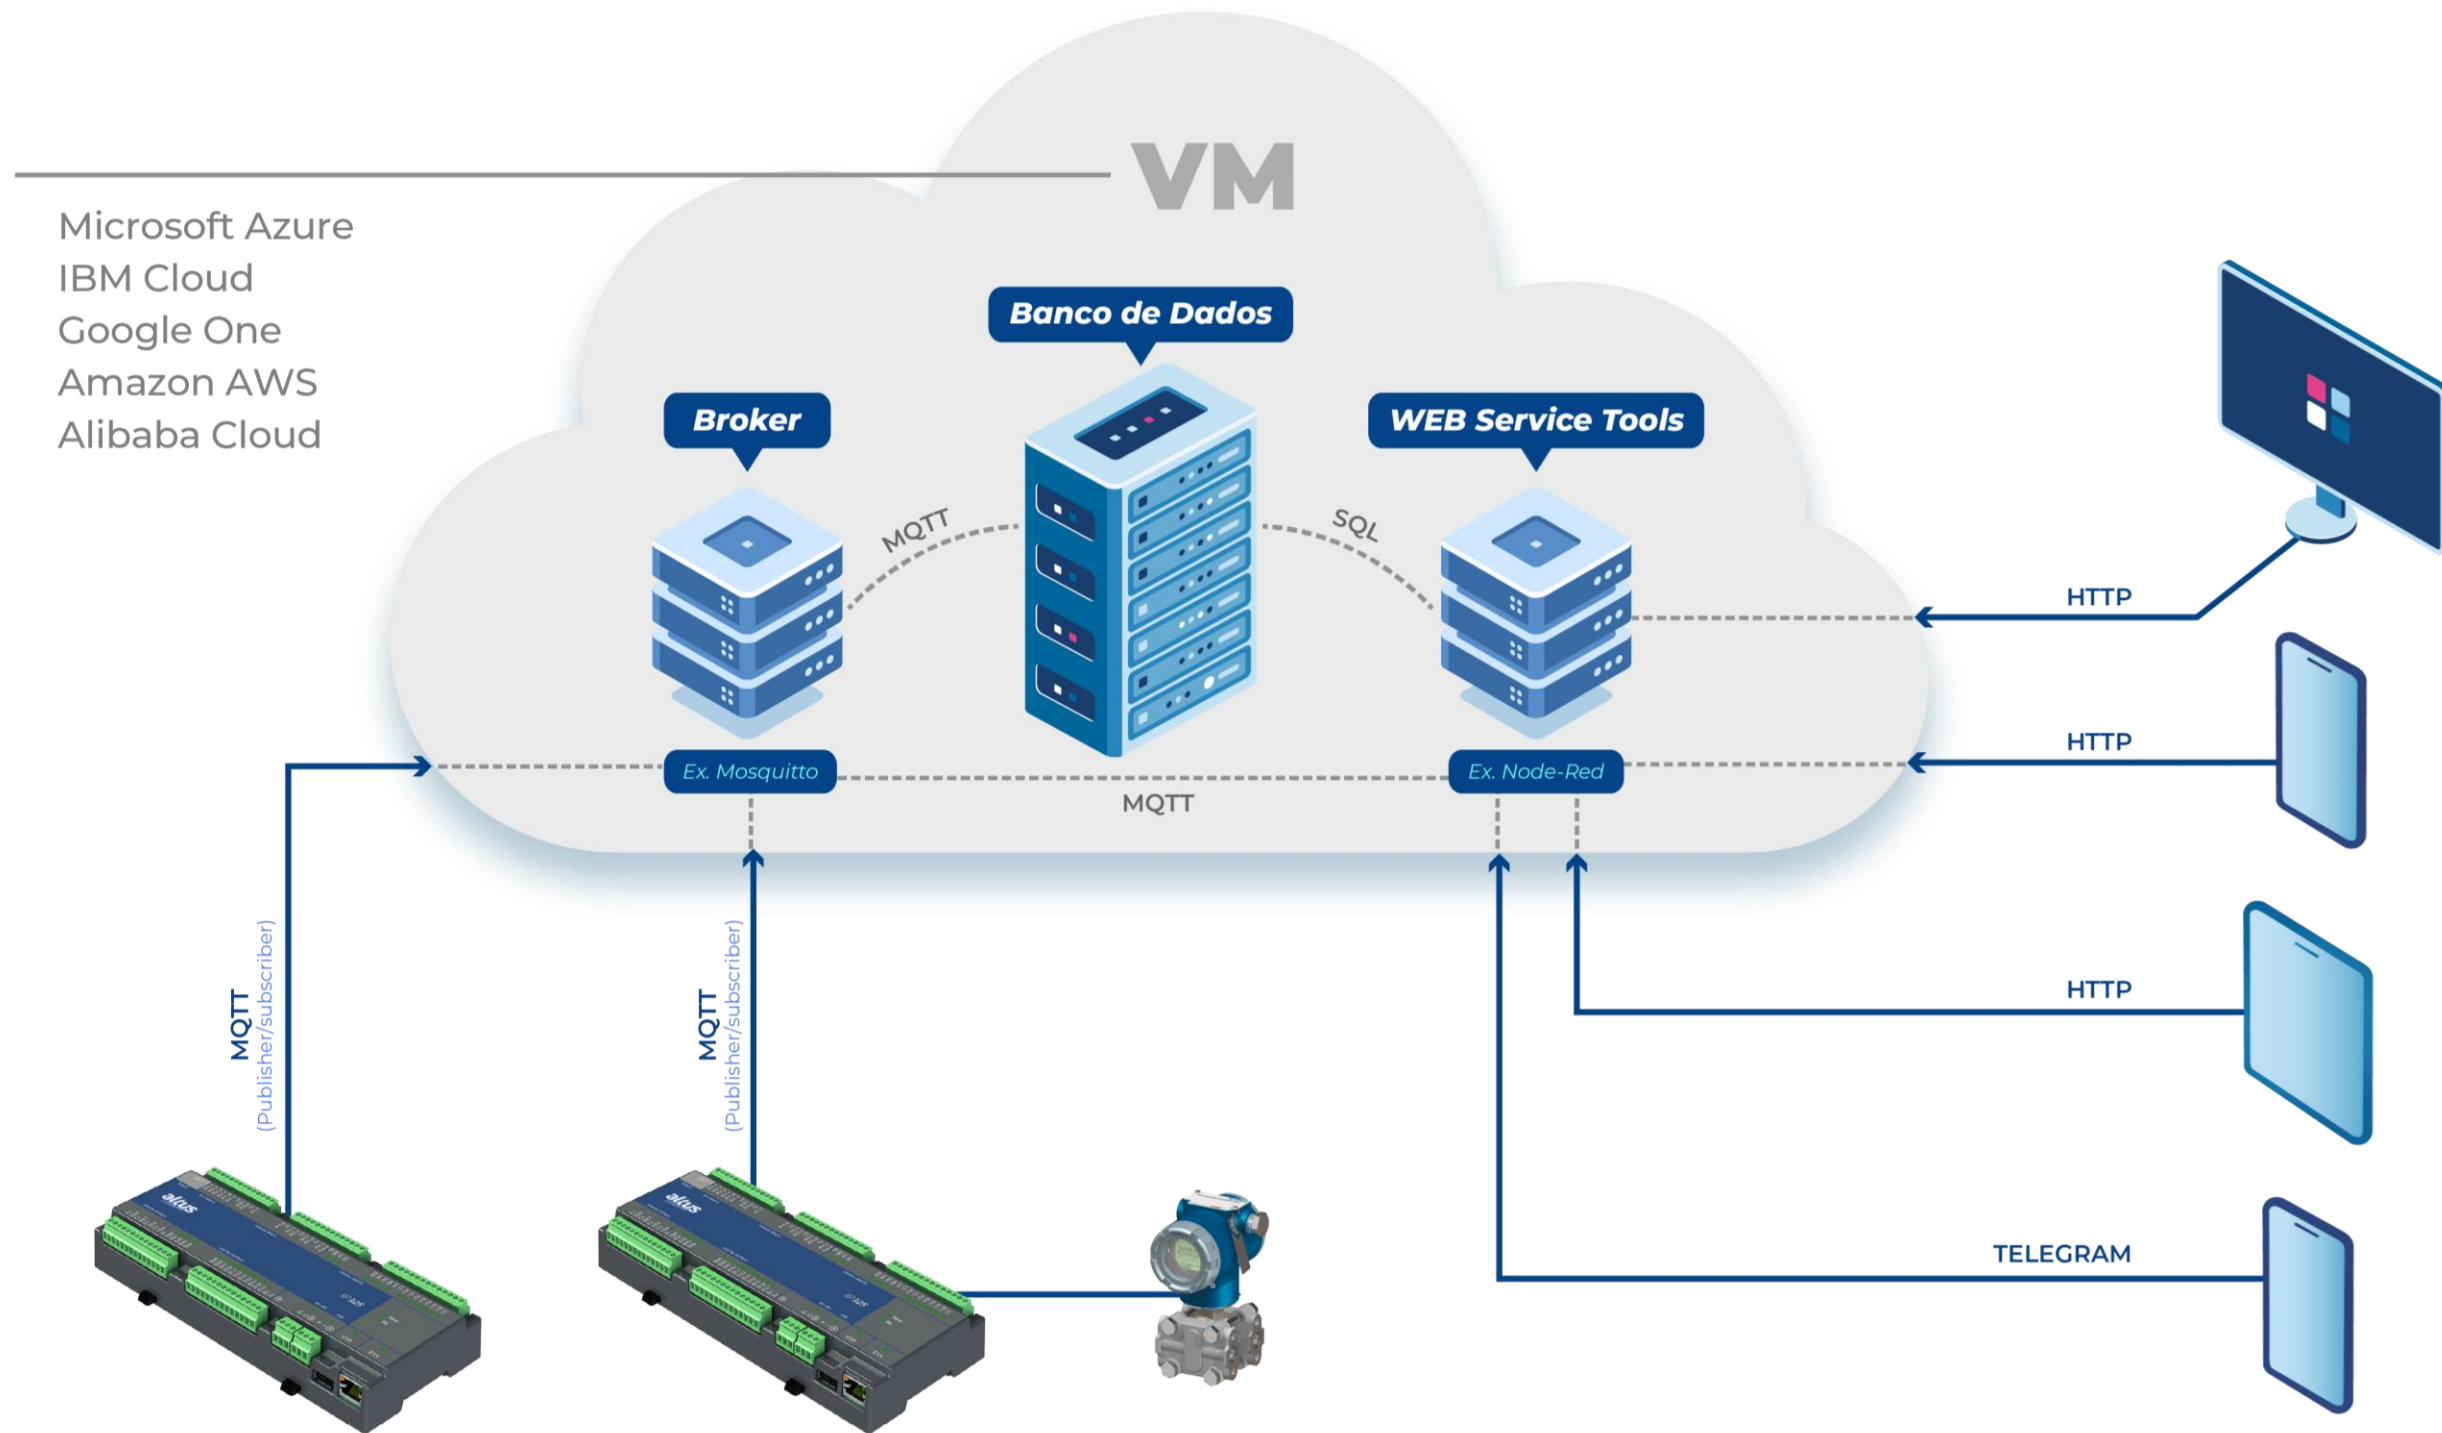 VM
Microsoft Azure
IBM Cloud
Google One
Amazon AWS
Alibaba Cloud
Banco de Dados
Broker
WEB Service Tools
MQTT
SQL
HTTP
HTTP
Ex. Mosquitto
Ex. Node-Red
MQTT
MQTT
(Publisher/subscriber)
MQTT
(Publisher/subscriber)
HTTP
TELEGRAM
altus
altus